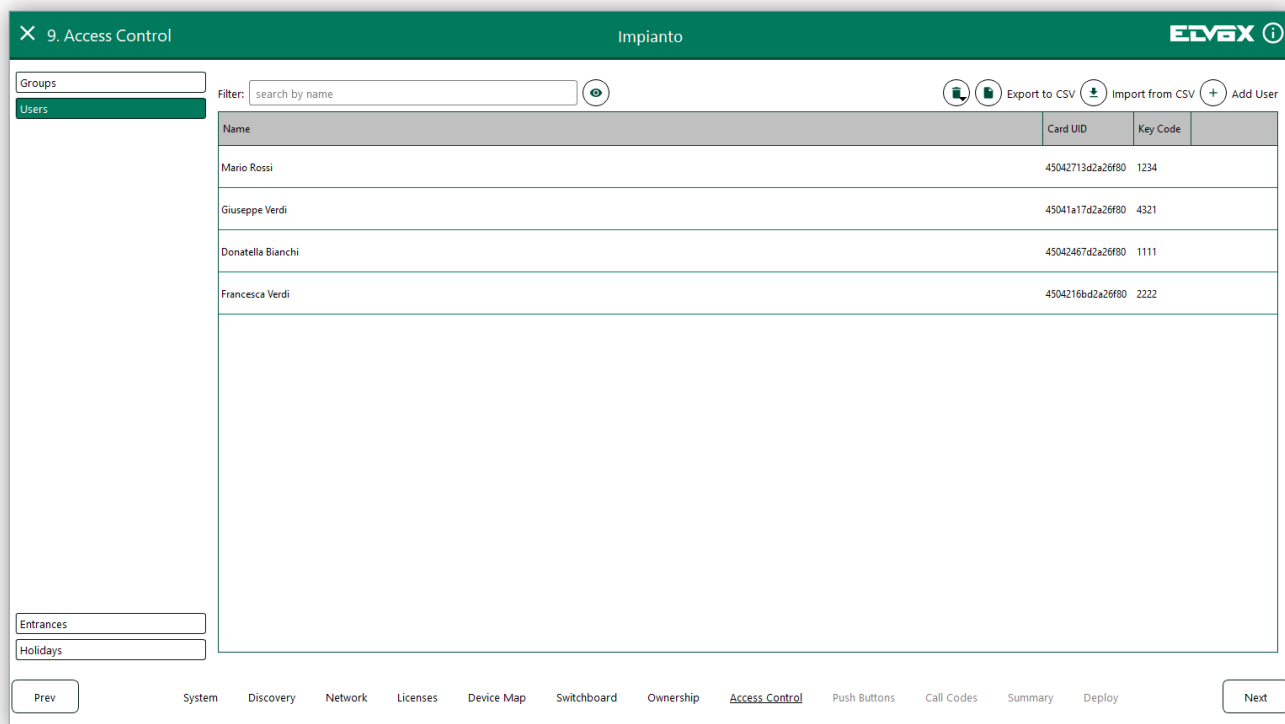 9. Access Control Impianto ELVOX
Groups
Users
Filter: search by name Export to CSV Import from CSV Add User
Name Card UID Key Code
Mario Rossi 45042713d2a26f80 1234
Giuseppe Verdi 45041a17d2a26f80 4321
Donatella Bianchi 45042467d2a26f80 1111
Francesca Verdi 4504216bd2a26f80 2222
Entrances
Holidays
Prev System Discovery Network Licenses Device Map Switchboard Ownership Access Control Push Buttons Call Codes Summary Deploy Next